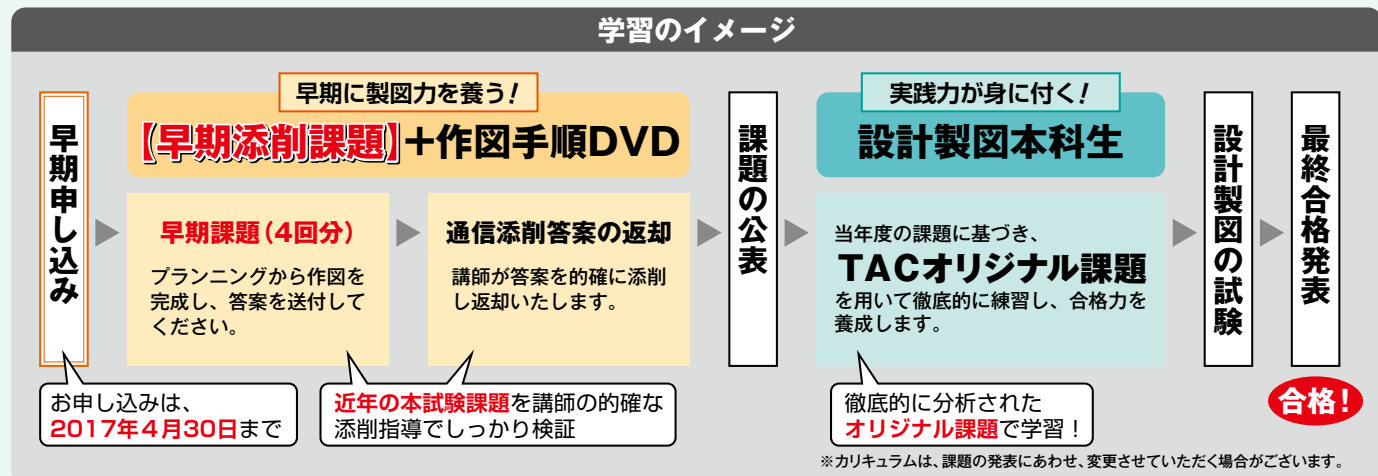 学習のイメージ
早期申し込み
お申し込みは、
2017年4月30日まで
早期に製図力を養う!
【早期添削課題】+作図手順DVD
早期課題(4回分)
プランニングから作図を
完成し、答案を送付して
ください。
通信添削答案の返却
講師が答案を的確に添削
し返却いたします。
近年の本試験課題を講師の的確な
添削指導でしっかり検証
課題の公表
実践力が身に付く!
設計製図本科生
当年度の課題に基づき、
TACオリジナル課題
を用いて徹底的に練習し、合格力を
養成します。
徹底的に分析された
オリジナル課題で学習!
設計製図の試験
最終合格発表
合格!
※カリキュラムは、課題の発表にあわせ、変更させていただく場合がございます。